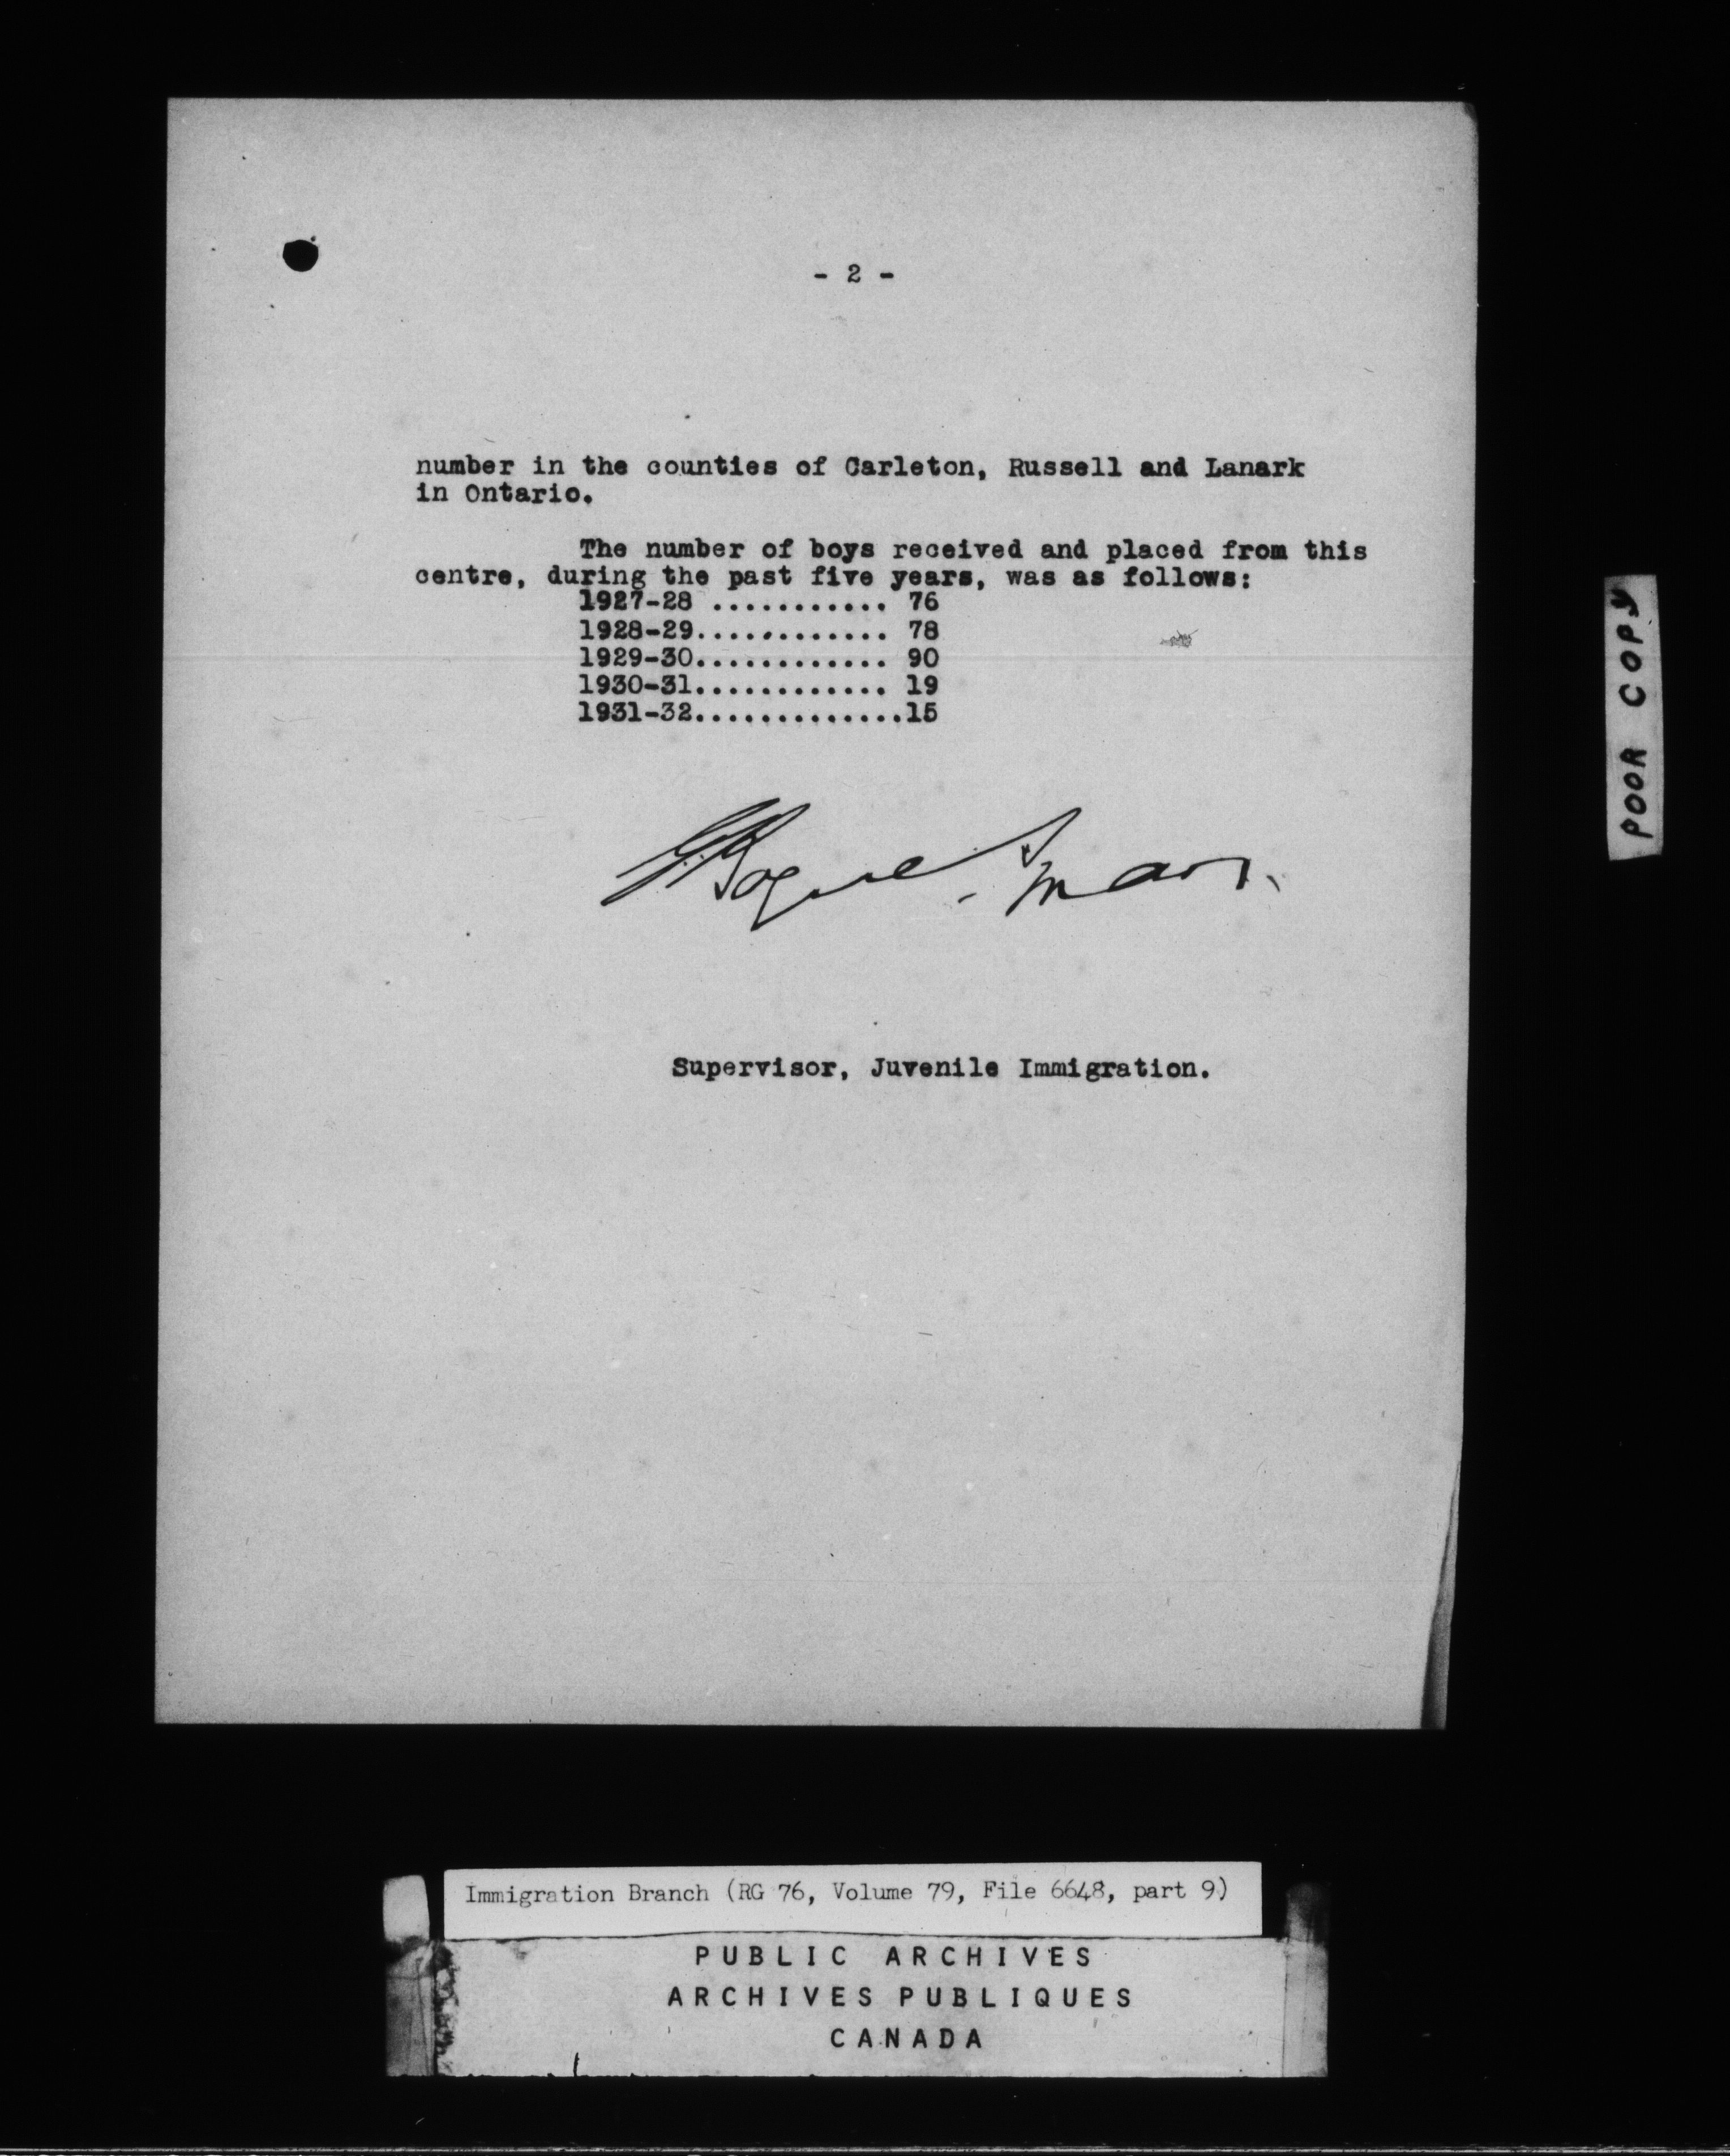 - 2 -
number in the counties of Carleton, Russell and Lanark
in Ontario.
The number of boys received and placed from this
centre, during the past five years, was as follows:
1927-28 ........... 76
1928-29............ 78
1929-30............ 90
1930-31............ 19
1931-32.............15
G. Bogue Smart.
Supervisor, Juvenile Immigration.
POOR COPY
Immigration Branch (RG 76, Volume 79, File 6648, part 9)
PUBLIC ARCHIVES
ARCHIVES PUBLIQUES
CANADA